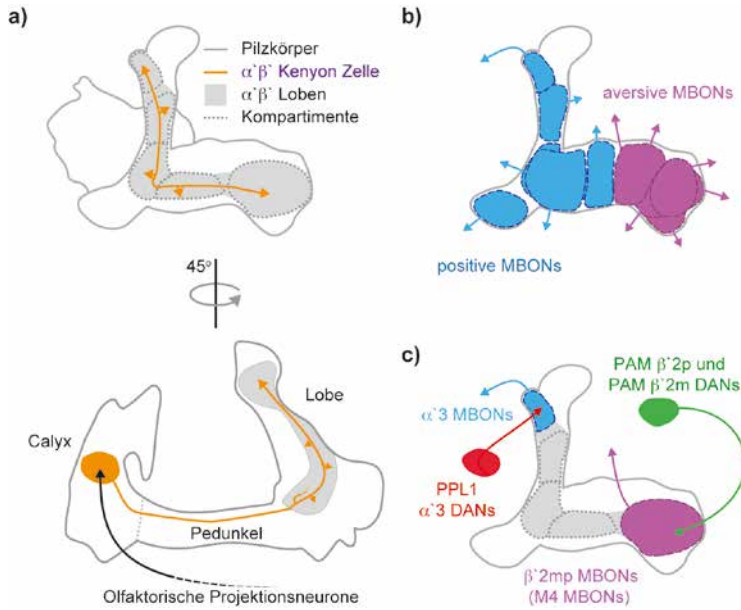 a)
Pilzkörper
α`β` Kenyon Zelle
α`β` Loben
Kompartimente
45°
Calyx
Lobe
Pedunkel
Olfaktorische Projektionsneurone
b)
aversive MBONs
positive MBONs
c)
PAM β`2p und
PAM β`2m DANs
α`3 MBONs
PPL1
α`3 DANs
β`2mp MBONs
(M4 MBONs)